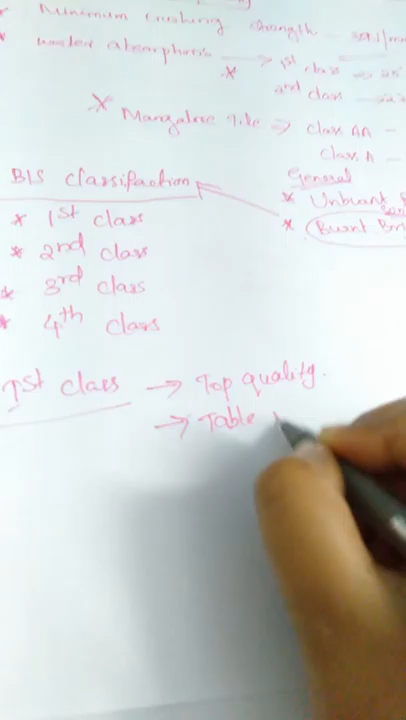 * Minimum crushing strength
* water absorption → 1st class
2nd class
* Mangalore Tile ⇒ class AA -
class A -
BIS classifiaction
General
* 1st class
* Unburnt
* 2nd class
* Burnt
* 3rd class
* 4th class
1st class → Top quality.
→ Table